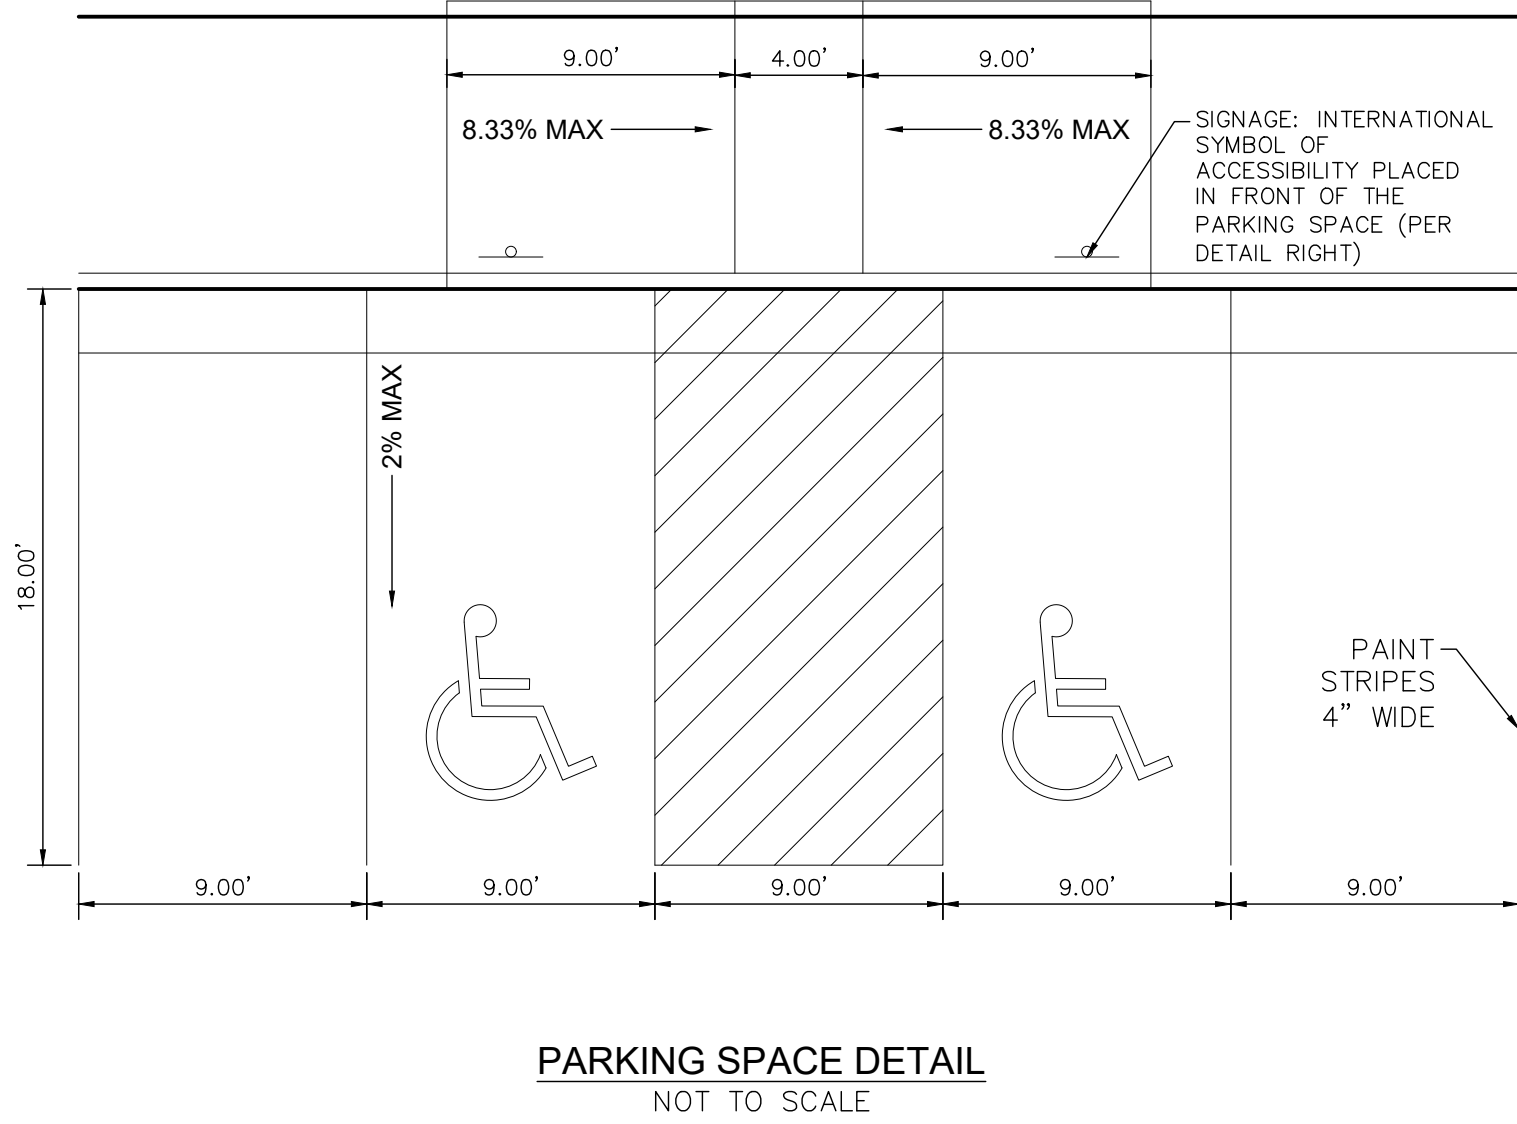 9.00’
4.00’
9.00’
8.33% MAX
8.33% MAX
SIGNAGE: INTERNATIONAL
SYMBOL OF
ACCESSIBILITY PLACED
IN FRONT OF THE
PARKING SPACE (PER
DETAIL RIGHT)
2% MAX
18.00’
PAINT
STRIPES
4” WIDE
9.00’
9.00’
9.00’
9.00’
9.00’
PARKING SPACE DETAIL
NOT TO SCALE